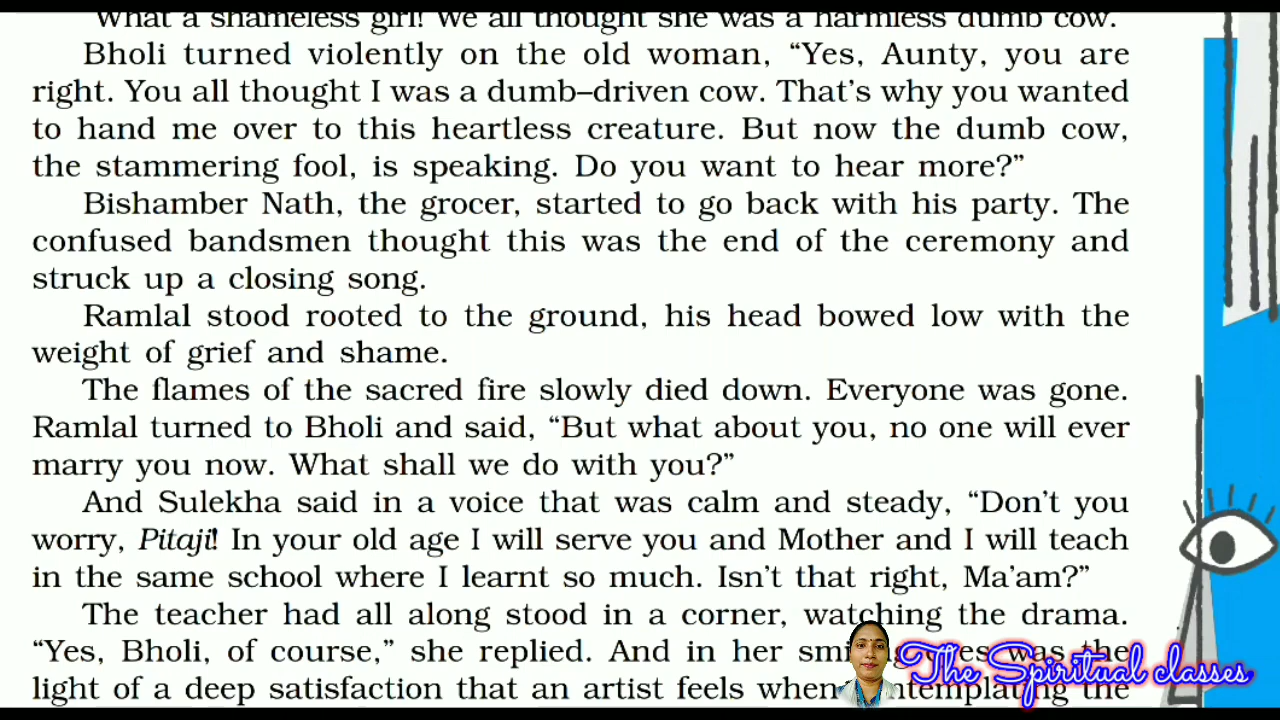 "What a shameless girl! We all thought she was a harmless dumb cow."
Bholi turned violently on the old woman, “Yes, Aunty, you are
right. You all thought I was a dumb–driven cow. That’s why you wanted
to hand me over to this heartless creature. But now the dumb cow,
the stammering fool, is speaking. Do you want to hear more?”
Bishamber Nath, the grocer, started to go back with his party. The
confused bandsmen thought this was the end of the ceremony and
struck up a closing song.
Ramlal stood rooted to the ground, his head bowed low with the
weight of grief and shame.
The flames of the sacred fire slowly died down. Everyone was gone.
Ramlal turned to Bholi and said, “But what about you, no one will ever
marry you now. What shall we do with you?”
And Sulekha said in a voice that was calm and steady, “Don’t you
worry, Pitaji! In your old age I will serve you and Mother and I will teach
in the same school where I learnt so much. Isn’t that right, Ma’am?”
The teacher had all along stood in a corner, watching the drama.
“Yes, Bholi, of course,” she replied. And in her was the
light of a deep satisfaction that an artist feels when the
The Spiritual classes